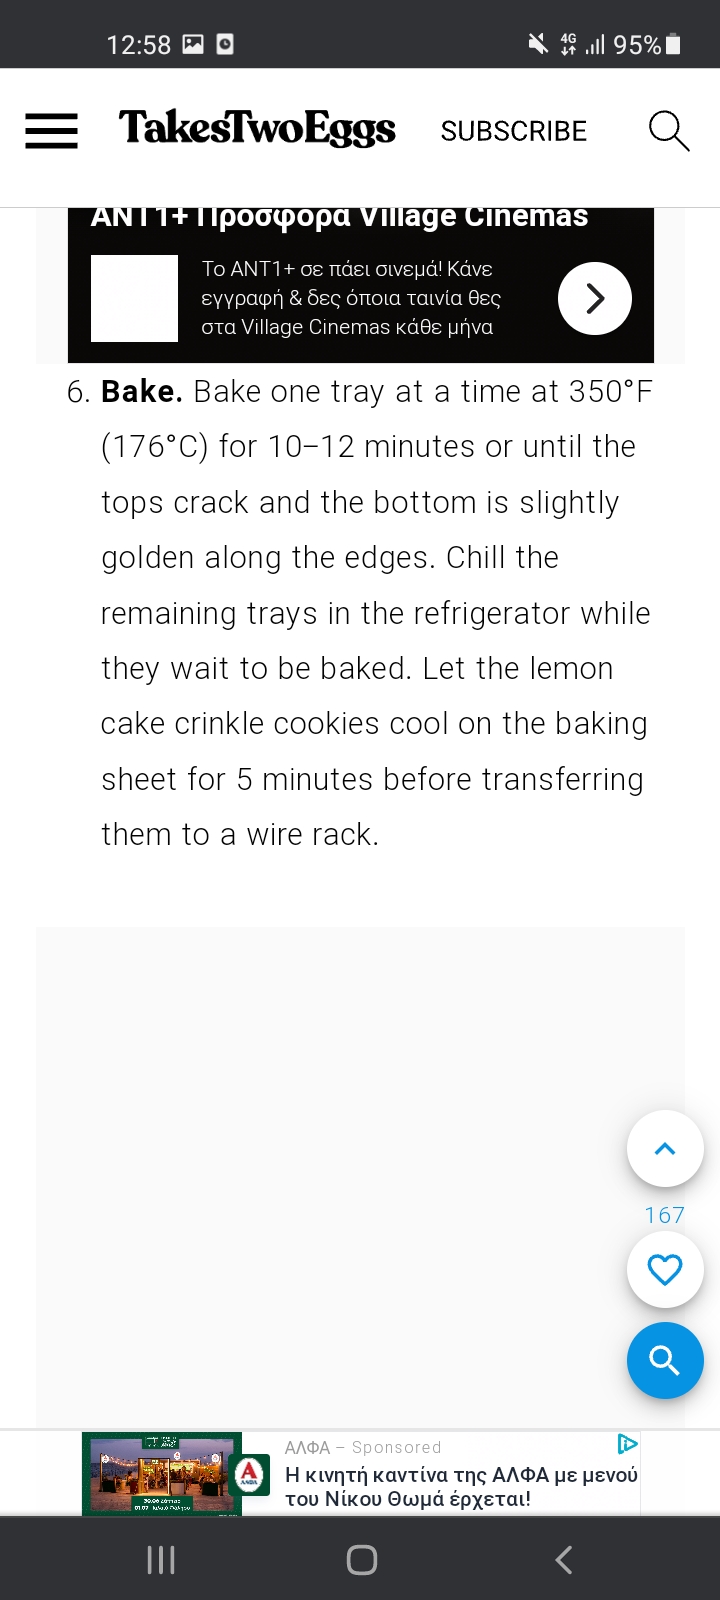 12:58
4G
95%
TakesTwoEggs
SUBSCRIBE
ΑΝΤ1+ Προσφορά Village Cinemas
Το ΑΝΤ1+ σε πάει σινεμά! Κάνε
εγγραφή & δες όποια ταινία θες
στα Village Cinemas κάθε μήνα
6. Bake. Bake one tray at a time at 350°F
(176°C) for 10–12 minutes or until the
tops crack and the bottom is slightly
golden along the edges. Chill the
remaining trays in the refrigerator while
they wait to be baked. Let the lemon
cake crinkle cookies cool on the baking
sheet for 5 minutes before transferring
them to a wire rack.
167
ΑΛΦΑ – Sponsored
Η κινητή καντίνα της ΑΛΦΑ με μενού
του Νίκου Θωμά έρχεται!